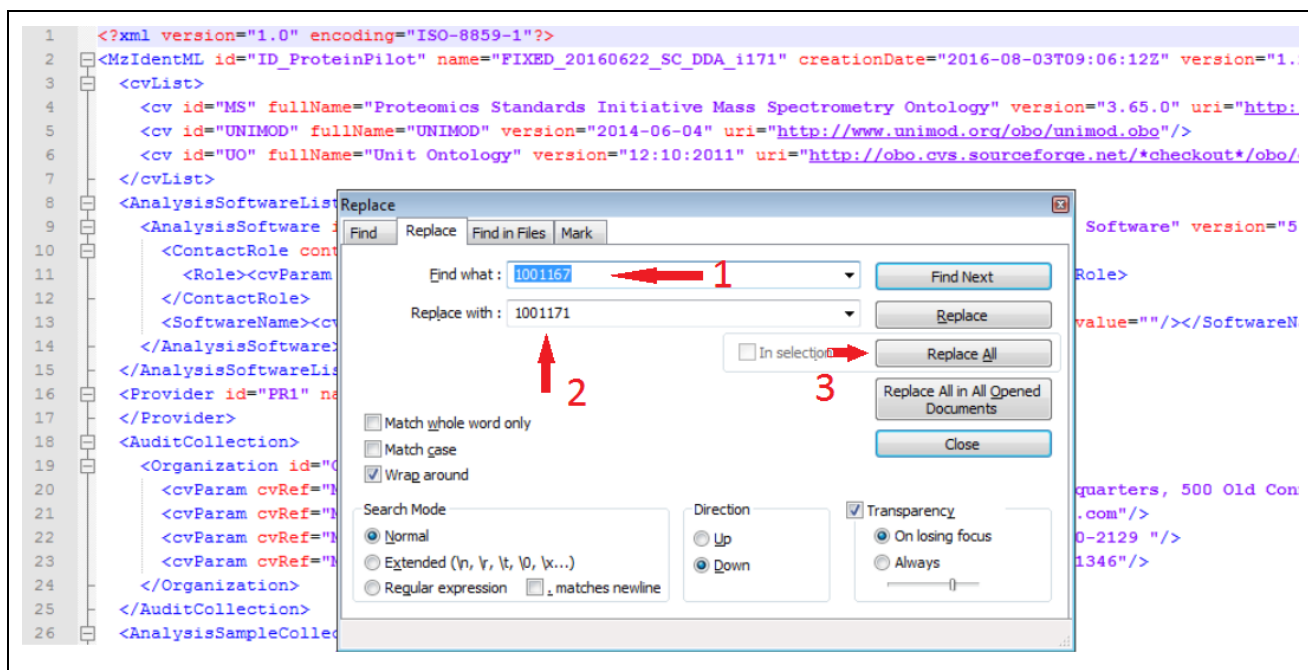 1 <?xml version="1.0" encoding="ISO-8859-1"?>
2 <MzIdentML id="ID_ProteinPilot" name="FIXED_20160622_SC_DDA_i171" creationDate="2016-08-03T09:06:12Z" version="1.
3 <cvList>
4 <cv id="MS" fullName="Proteomics Standards Initiative Mass Spectrometry Ontology" version="3.65.0" uri="http:
5 <cv id="UNIMOD" fullName="UNIMOD" version="2014-06-04" uri="http://www.unimod.org/obo/unimod.obo"/>
6 <cv id="UO" fullName="Unit Ontology" version="12:10:2011" uri="http://obo.cvs.sourceforge.net/*checkout*/obo/
7 </cvList>
8 <AnalysisSoftwareList
9 <AnalysisSoftware Software" version="5
10 <ContactRole cont
11 <Role><cvParam Role>
12 </ContactRole>
13 <SoftwareName><cv value=""/></SoftwareN
14 </AnalysisSoftware>
15 </AnalysisSoftwareLis
16 <Provider id="PR1" na
17 </Provider>
18 <AuditCollection>
19 <Organization id="
20 <cvParam cvRef=" quarters, 500 Old Con
21 <cvParam cvRef=" .com"/>
22 <cvParam cvRef=" 0-2129 "/>
23 <cvParam cvRef=" 1346"/>
24 </Organization>
25 </AuditCollection>
26 <AnalysisSampleCollec
Replace
Find Replace Find in Files Mark
Find what : 1001167 1 Find Next
Replace with : 1001171 Replace
In selection Replace All
2 3
Replace All in All Opened
Documents
Match whole word only
Close
Match case
Wrap around
Search Mode Direction Transparency
Normal Up On losing focus
Extended (\n, \r, \t, \0, \x...) Down Always
Regular expression . matches newline